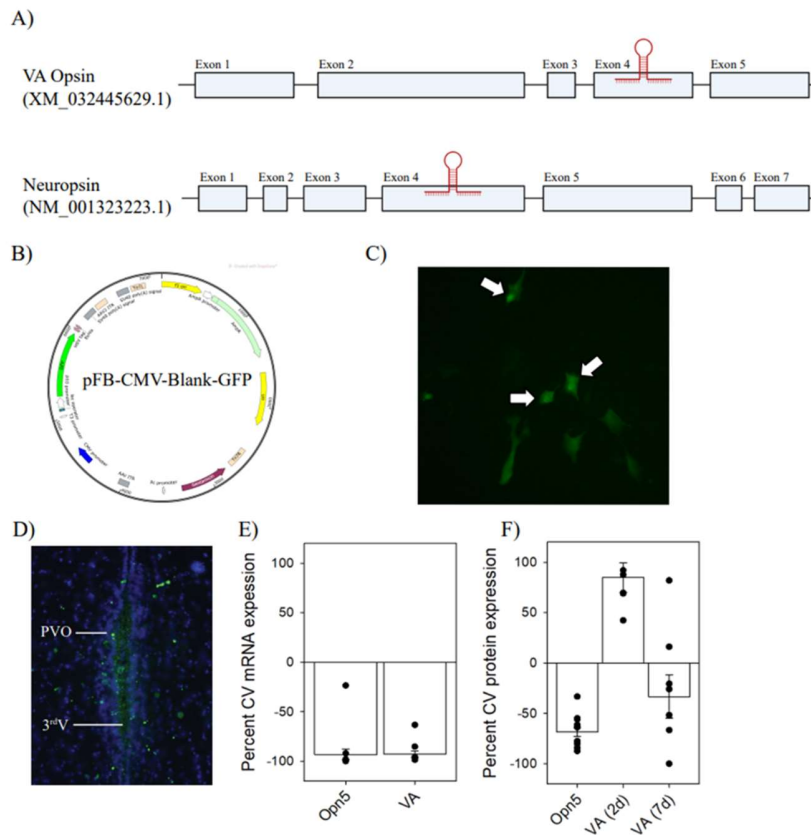 A)
Exon 1
Exon 2
Exon 3
Exon 4
Exon 5
VA Opsin
(XM_032445629.1)
Exon 1
Exon 2
Exon 3
Exon 4
Exon 5
Exon 6
Exon 7
Neuropsin
(NM_001323223.1)
B)
pFB-CMV-Blank-GFP
C)
D)
PVO
3rdV
E)
Percent CV mRNA expession
100
50
0
-50
-100
Opn5
VA
F)
Percent CV protein expression
100
50
0
-50
-100
Opn5
VA (2d)
VA (7d)